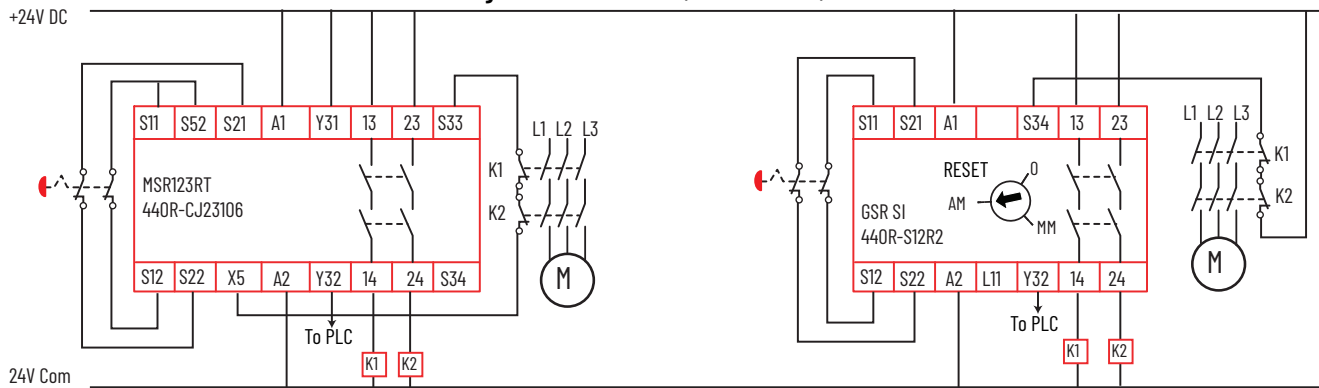 +24V DC
S11 S52 S21 A1 Y31 13 23 S33
MSR123RT
440R-CJ23106
S12 S22 X5 A2 Y32 14 24 S34
To PLC
K1 K2
L1 L2 L3
K1
K2
M
S11 S21 A1 S34 13 23
RESET
0
AM
MM
GSR SI
440R-S12R2
S12 S22 A2 L11 Y32 14 24
To PLC
K1 K2
L1 L2 L3
K1
K2
M
24V Com